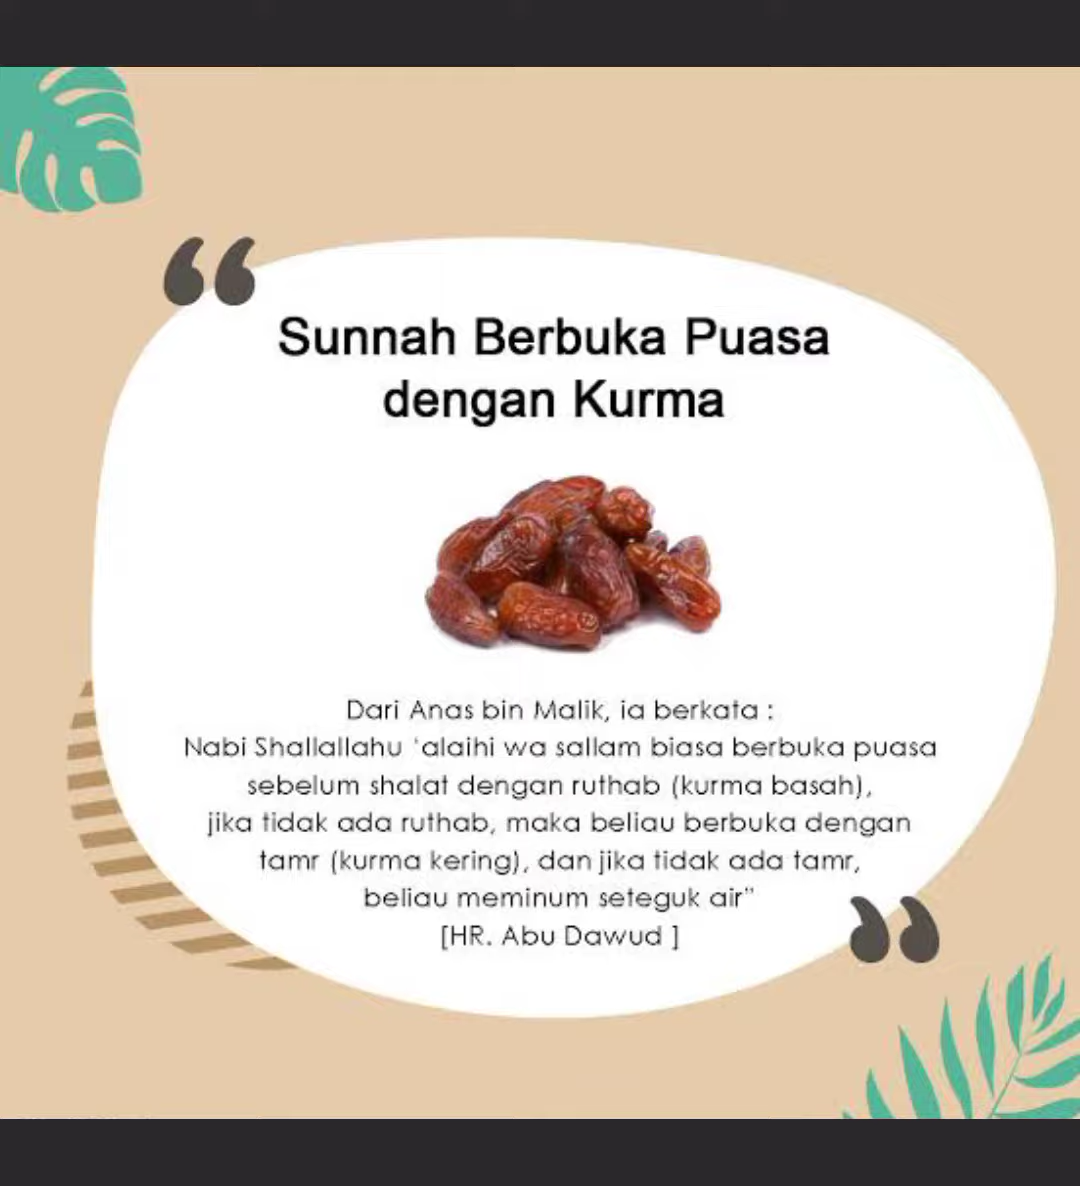 Sunnah Berbuka Puasa
dengan Kurma
Dari Anas bin Malik, ia berkata :
Nabi Shallallahu ‘alaihi wa sallam biasa berbuka puasa
sebelum shalat dengan ruthab (kurma basah),
jika tidak ada ruthab, maka beliau berbuka dengan
tamr (kurma kering), dan jika tidak ada tamr,
beliau meminum seteguk air”
[HR. Abu Dawud ]